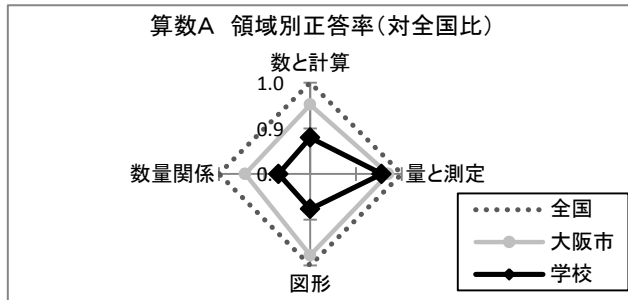 算数A 領域別正答率(対全国比)
数と計算
1.0
0.9
数量関係
量と測定
図形
全国
大阪市
学校